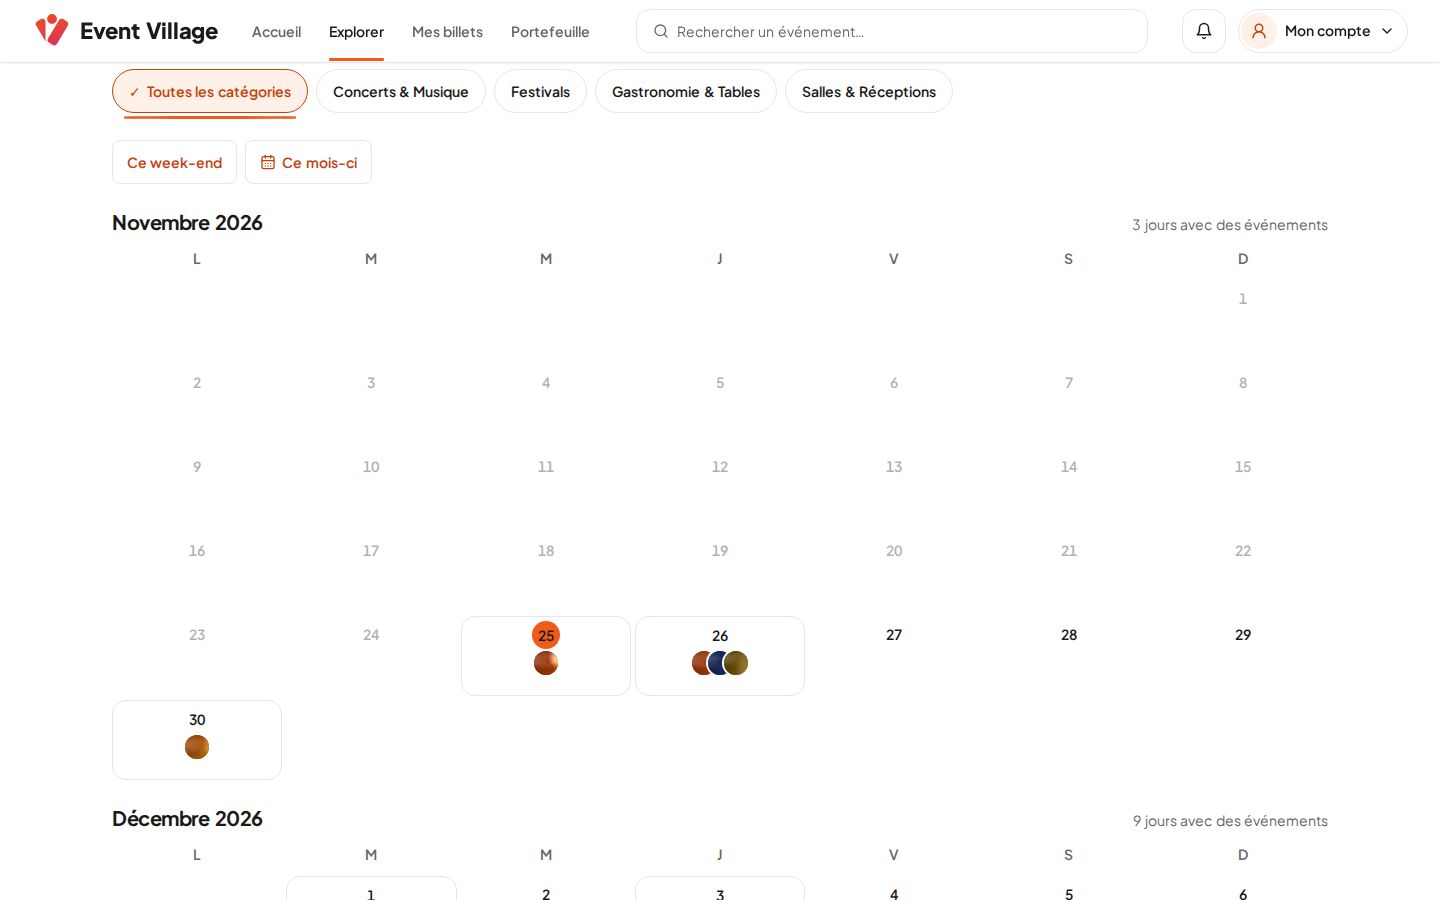 Event Village Accueil Explorer Mes billets Portefeuille Rechercher un événement... Mon compte
✓ Toutes les catégories Concerts & Musique Festivals Gastronomie & Tables Salles & Réceptions
Ce week-end Ce mois-ci
Novembre 2026 3 jours avec des événements
L M M J V S D
1
2 3 4 5 6 7 8
9 10 11 12 13 14 15
16 17 18 19 20 21 22
23 24 25 26 27 28 29
30
Décembre 2026 9 jours avec des événements
L M M J V S D
1 2 3 4 5 6